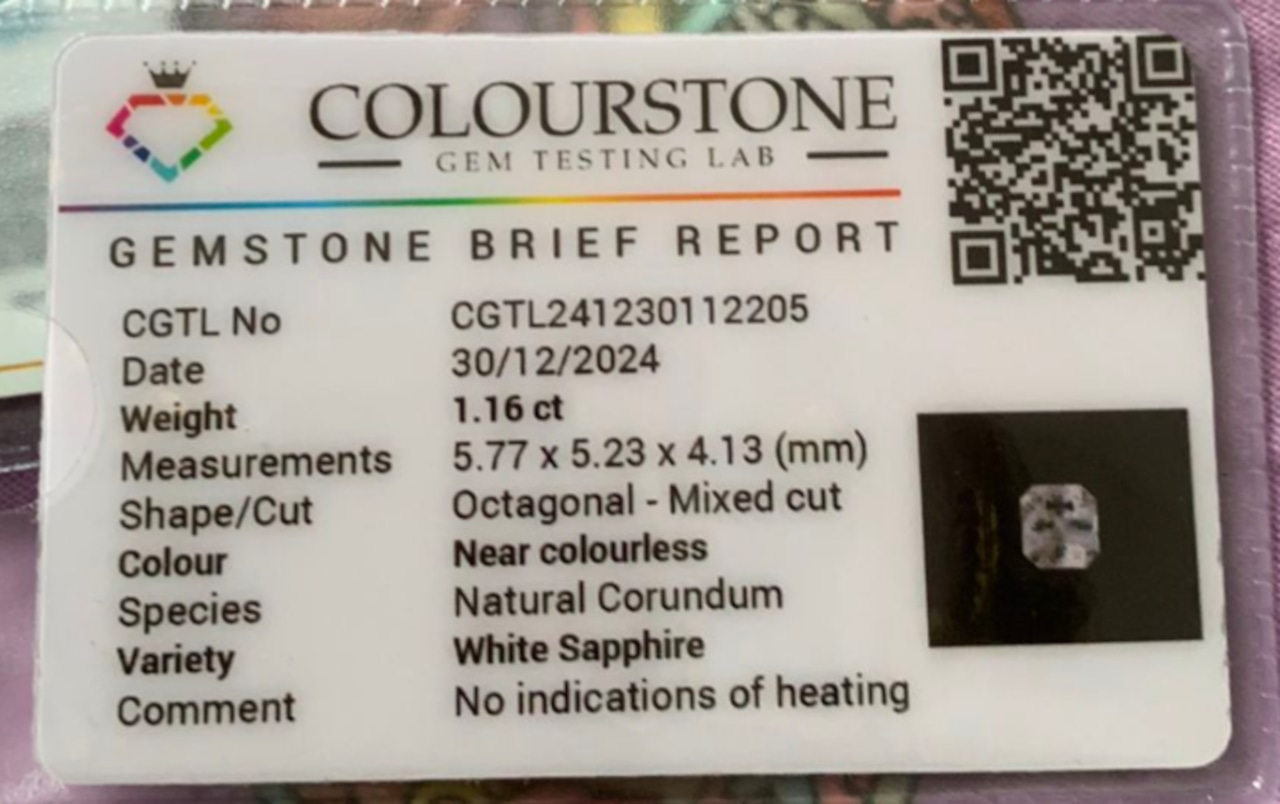 COLOURSTONE
GEM TESTING LAB
GEMSTONE BRIEF REPORT
CGTL No CGTL241230112205
Date 30/12/2024
Weight 1.16 ct
Measurements 5.77 x 5.23 x 4.13 (mm)
Shape/Cut Octagonal - Mixed cut
Colour Near colourless
Species Natural Corundum
Variety White Sapphire
Comment No indications of heating